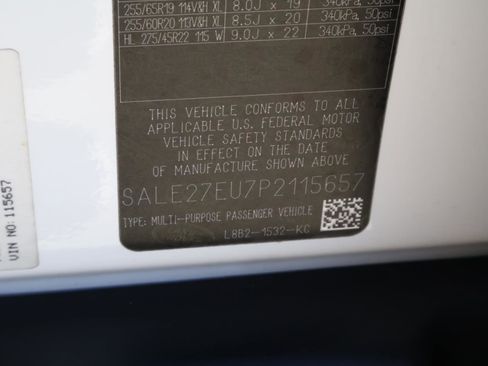 255/65R19 114V&H XL 8.0J × 19 340kPa, 50psi
255/60R20 113V&H XL 8.5J × 20 340kPa, 50psi
HL 275/45R22 115 W 9.0J × 22 340kPa, 50psi
THIS VEHICLE CONFORMS TO ALL
APPLICABLE U.S. FEDERAL MOTOR
VEHICLE SAFETY STANDARDS
IN EFFECT ON THE DATE
OF MANUFACTURE SHOWN ABOVE
SALE27EU7P2115657
TYPE: MULTI-PURPOSE PASSENGER VEHICLE
L8B2-1532-KC
VIN NO: 115657